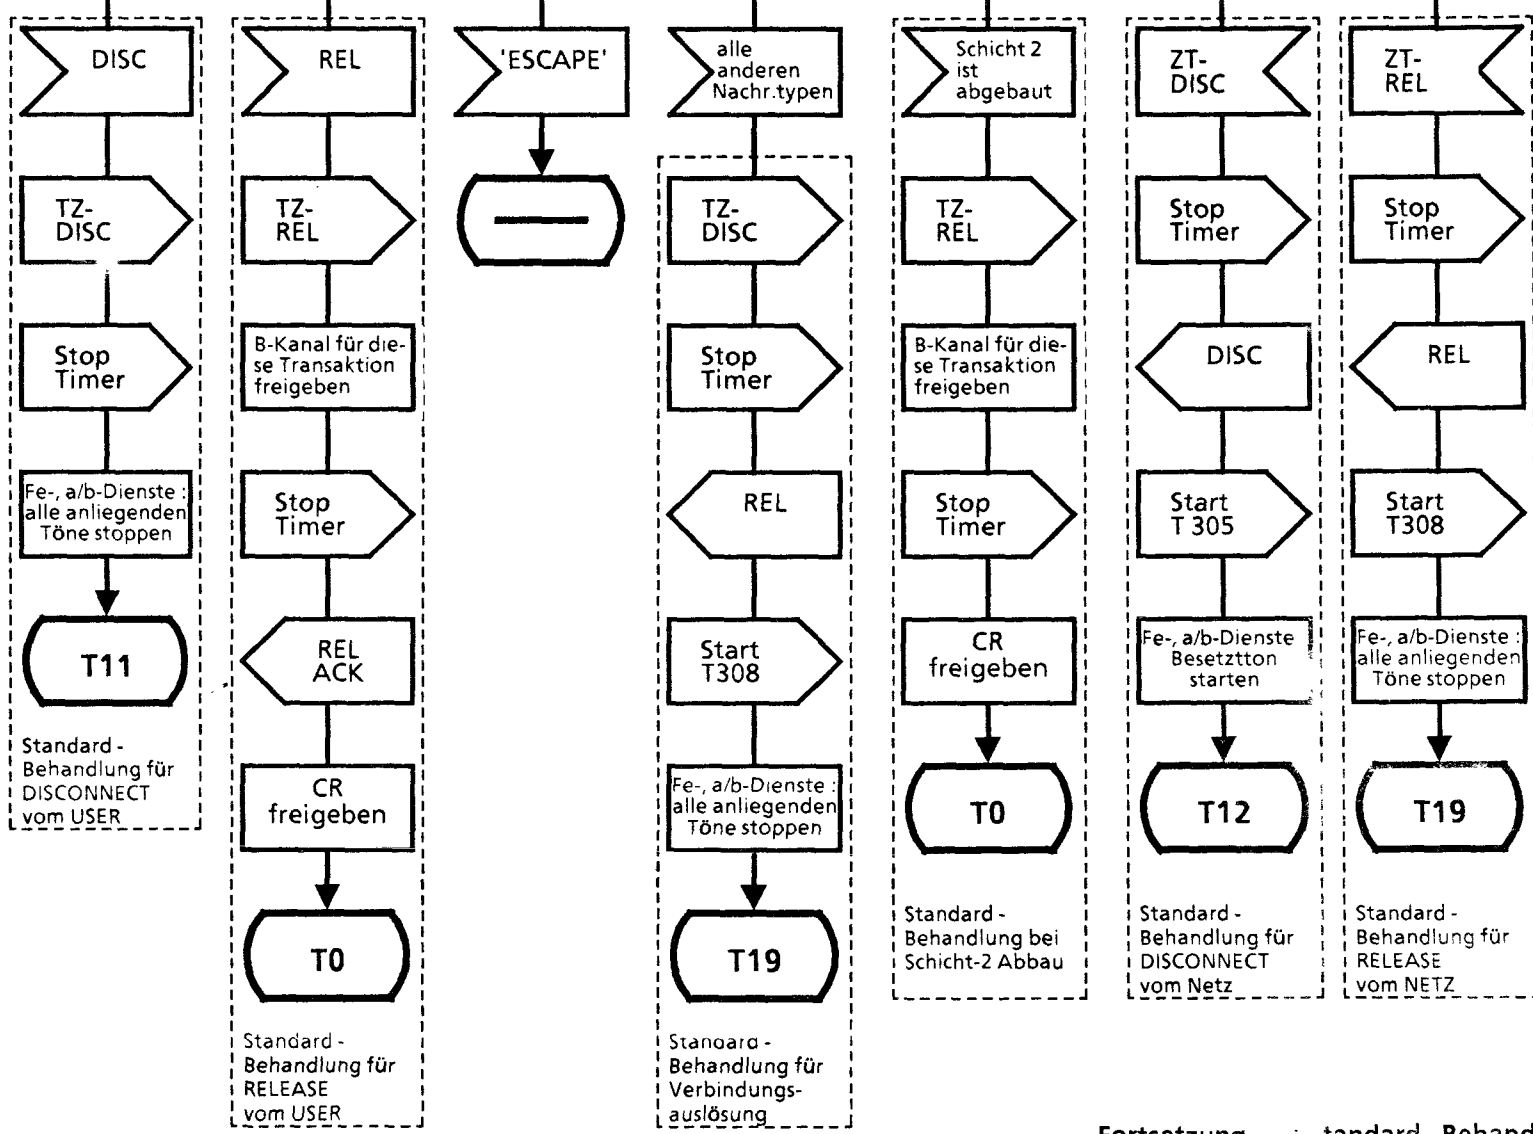 DISC
TZ-
DISC
Stop
Timer
Fe-, a/b-Dienste :
alle anliegenden
Töne stoppen
T11
Standard -
Behandlung für
DISCONNECT
vom USER
REL
TZ-
REL
B-Kanal für die-
se Transaktion
freigeben
Stop
Timer
REL
ACK
CR
freigeben
T0
Standard -
Behandlung für
RELEASE
vom USER
'ESCAPE'
alle
anderen
Nachr.typen
TZ-
DISC
Stop
Timer
REL
Start
T308
Fe-, a/b-Dienste :
alle anliegenden
Töne stoppen
T19
Standard -
Behandlung für
Verbindungs-
auslösung
Schicht 2
ist
abgebaut
TZ-
REL
B-Kanal für die-
se Transaktion
freigeben
Stop
Timer
CR
freigeben
T0
Standard -
Behandlung bei
Schicht-2 Abbau
ZT-
DISC
Stop
Timer
DISC
Start
T 305
Fe-, a/b-Dienste
Besetztton
starten
T12
Standard -
Behandlung für
DISCONNECT
vom Netz
ZT-
REL
Stop
Timer
REL
Start
T308
Fe-, a/b-Dienste :
alle anliegenden
Töne stoppen
T19
Standard -
Behandlung für
RELEASE
vom NETZ